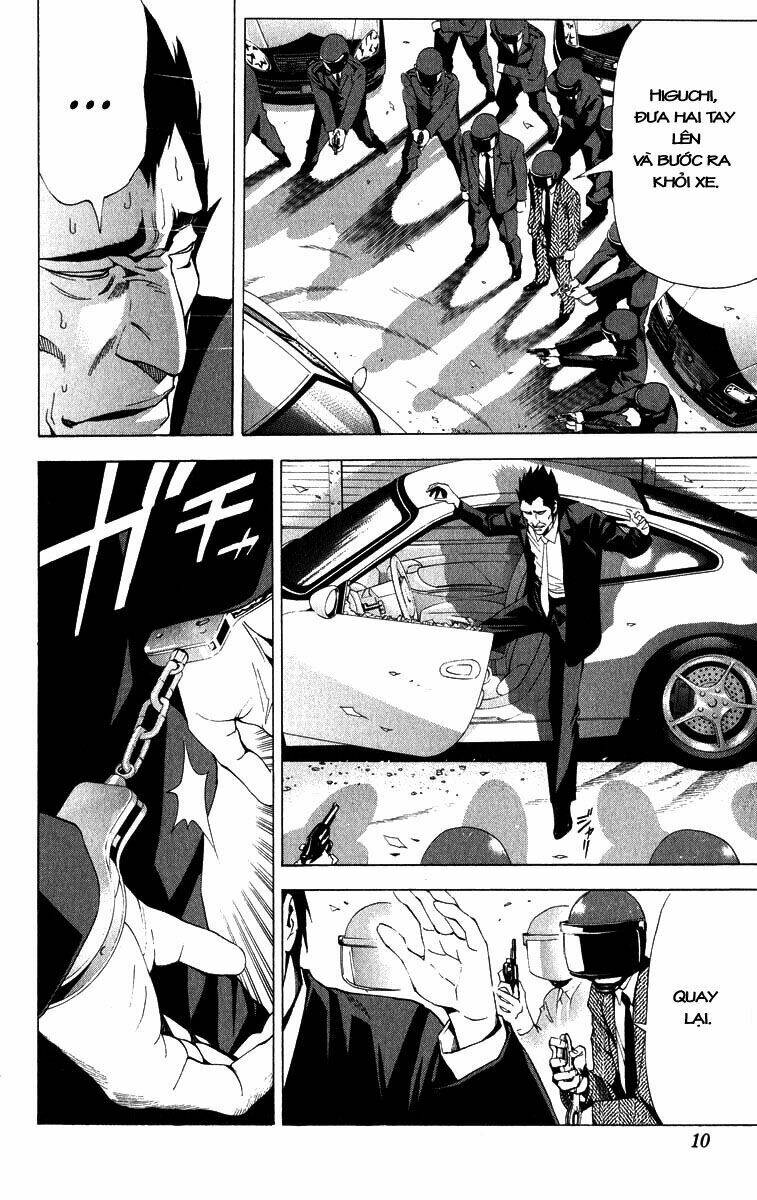 HIGUCHI,
ĐƯA HAI TAY
LÊN
VÀ BƯỚC RA
KHỎI XE.
...
ガチャ
QUAY
LẠI.
10